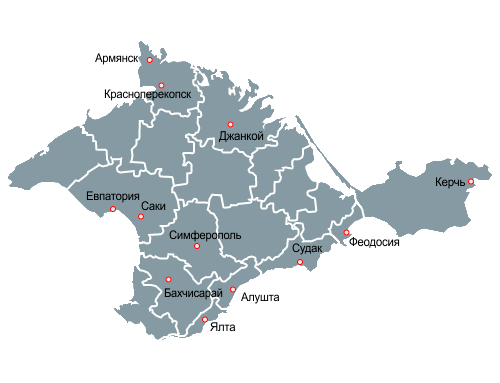 Армянск
Красноперекопск
Джанкой
Керчь
Евпатория
Саки
Симферополь
Феодосия
Судак
Бахчисарай
Алушта
Ялта